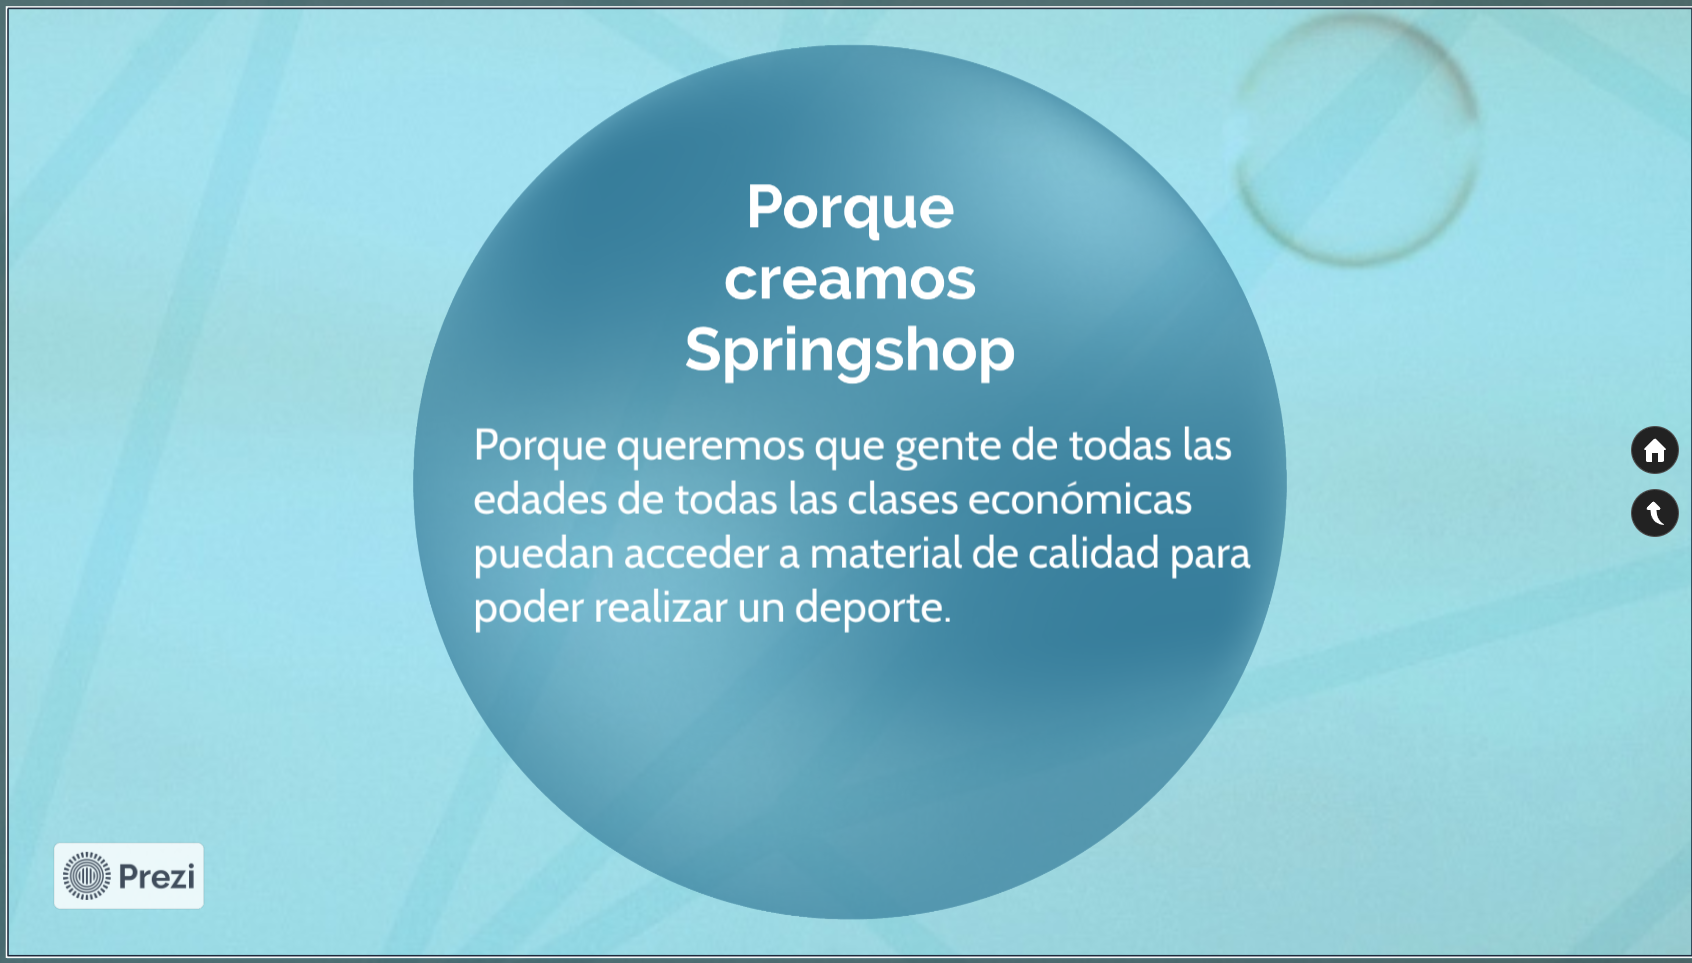 Porque
creamos
Springshop
Porque queremos que gente de todas las
edades de todas las clases económicas
puedan acceder a material de calidad para
poder realizar un deporte.
Prezi